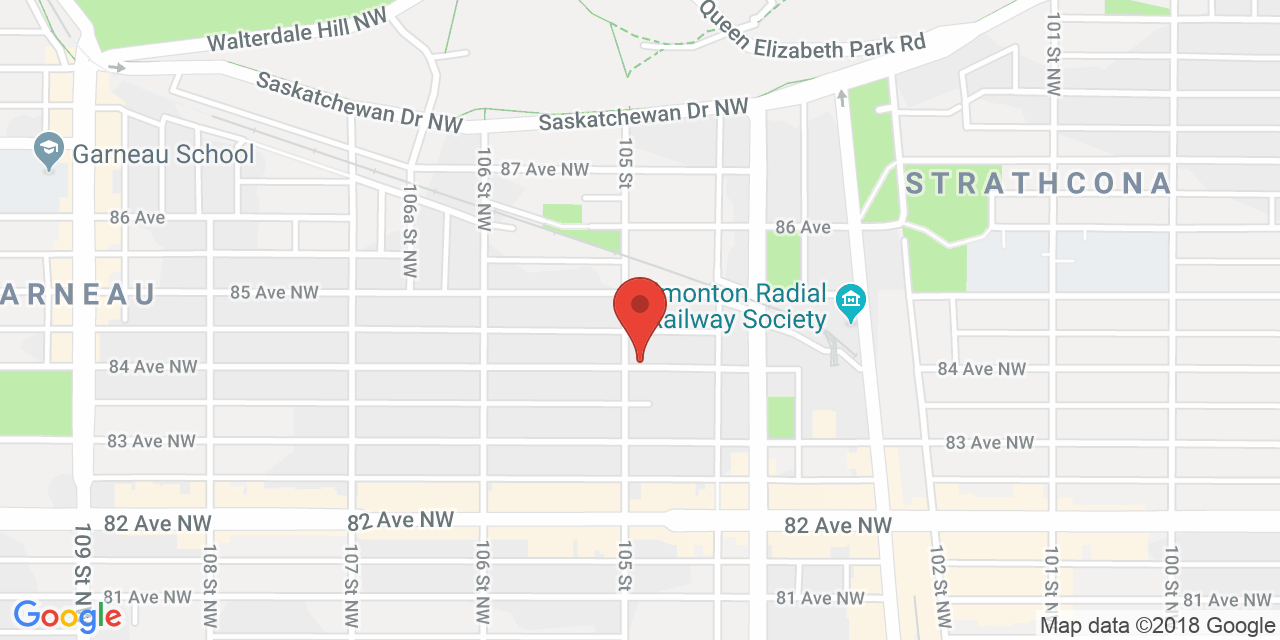 Walterdale Hill NW
Queen Elizabeth Park Rd
101 St NW
Saskatchewan Dr NW
Saskatchewan Dr NW
Garneau School
106 St NW
87 Ave NW
105 St
STRATHCONA
86 Ave
106a St NW
86 Ave
ARNEAU
85 Ave NW
monton Radial
ailway Society
84 Ave NW
84 Ave NW
83 Ave NW
83 Ave NW
82 Ave NW
82 Ave NW
82 Ave NW
109 St N
108 St NW
107 St NW
106 St NW
105 St
102 St NW
101 St N
100 St N
81 Ave NW
81 Ave NW
81 Ave NW
Google
Map data ©2018 Google